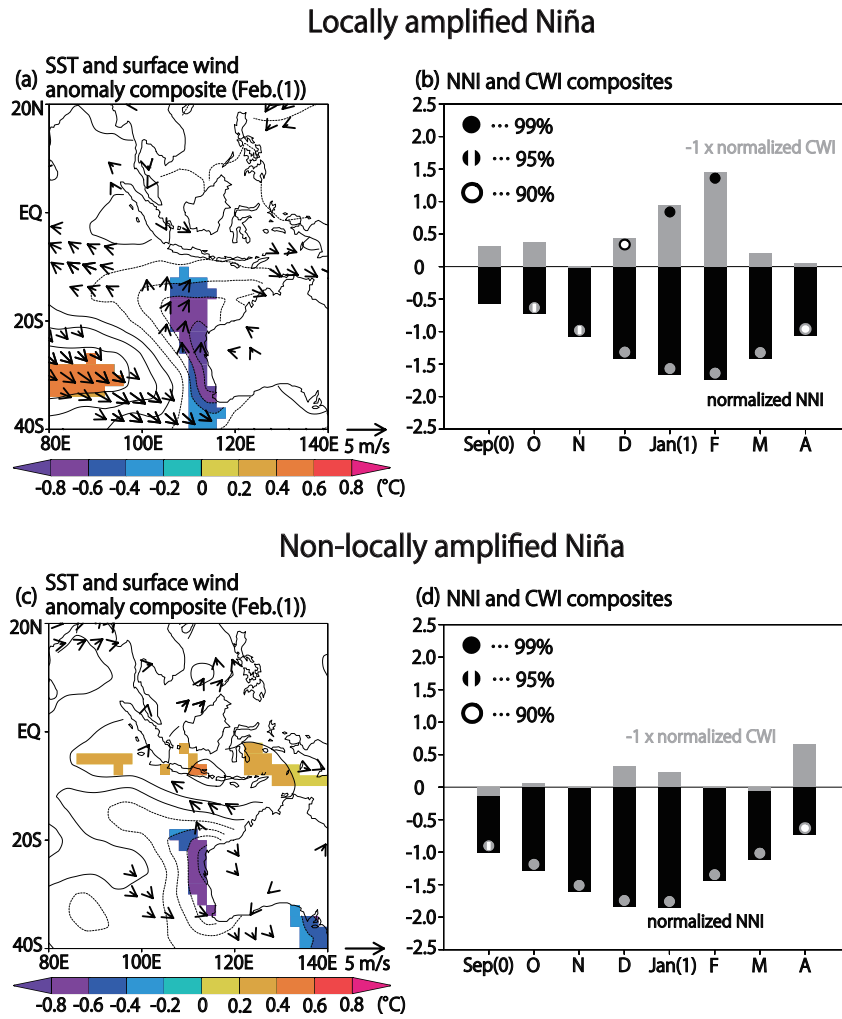 Locally amplified Niña
(a) SST and surface wind
anomaly composite (Feb.(1))
20N
EQ
20S
40S
80E 100E 120E 140E 5 m/s
-0.8 -0.6 -0.4 -0.2 0 0.2 0.4 0.6 0.8 (°C)
(b) NNI and CWI composites
2.5
2.0
1.5
1.0
0.5
0
-0.5
-1.0
-1.5
-2.0
-2.5
··· 99%
··· 95%
··· 90%
-1 x normalized CWI
normalized NNI
Sep(0) O N D Jan(1) F M A
Non-locally amplified Niña
(c) SST and surface wind
anomaly composite (Feb.(1))
20N
EQ
20S
40S
80E 100E 120E 140E 5 m/s
-0.8 -0.6 -0.4 -0.2 0 0.2 0.4 0.6 0.8 (°C)
(d) NNI and CWI composites
2.5
2.0
1.5
1.0
0.5
0
-0.5
-1.0
-1.5
-2.0
-2.5
··· 99%
··· 95%
··· 90%
-1 x normalized CWI
normalized NNI
Sep(0) O N D Jan(1) F M A